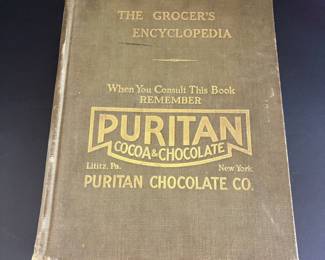 THE GROCER'S
ENCYCLOPEDIA
When You Consult This Book
REMEMBER
PURITAN
COCOA & CHOCOLATE
Lititz, Pa. New York
PURITAN CHOCOLATE CO.